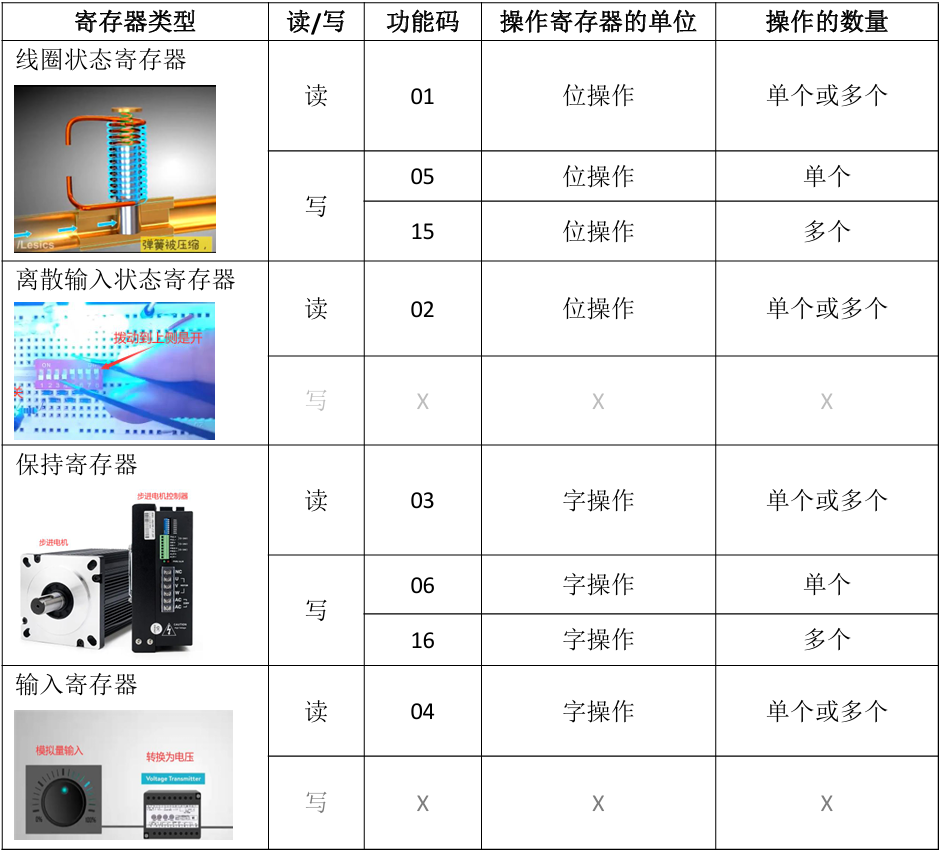 寄存器类型 读/写 功能码 操作寄存器的单位 操作的数量
线圈状态寄存器
读 01 位操作 单个或多个
写
05 位操作 单个
15 位操作 多个
/Lesics
弹簧被压缩，
离散输入状态寄存器
读 02 位操作 单个或多个
拨动到上侧是开
ON
写 X X X
保持寄存器
读 03 字操作 单个或多个
步进电机控制器
步进电机
写
06 字操作 单个
16 字操作 多个
NC
U
V
W
AC
AC
CAUTION
输入寄存器
读 04 字操作 单个或多个
模拟量输入
转换为电压
Voltage Transmitter
0% 100%
写 X X X